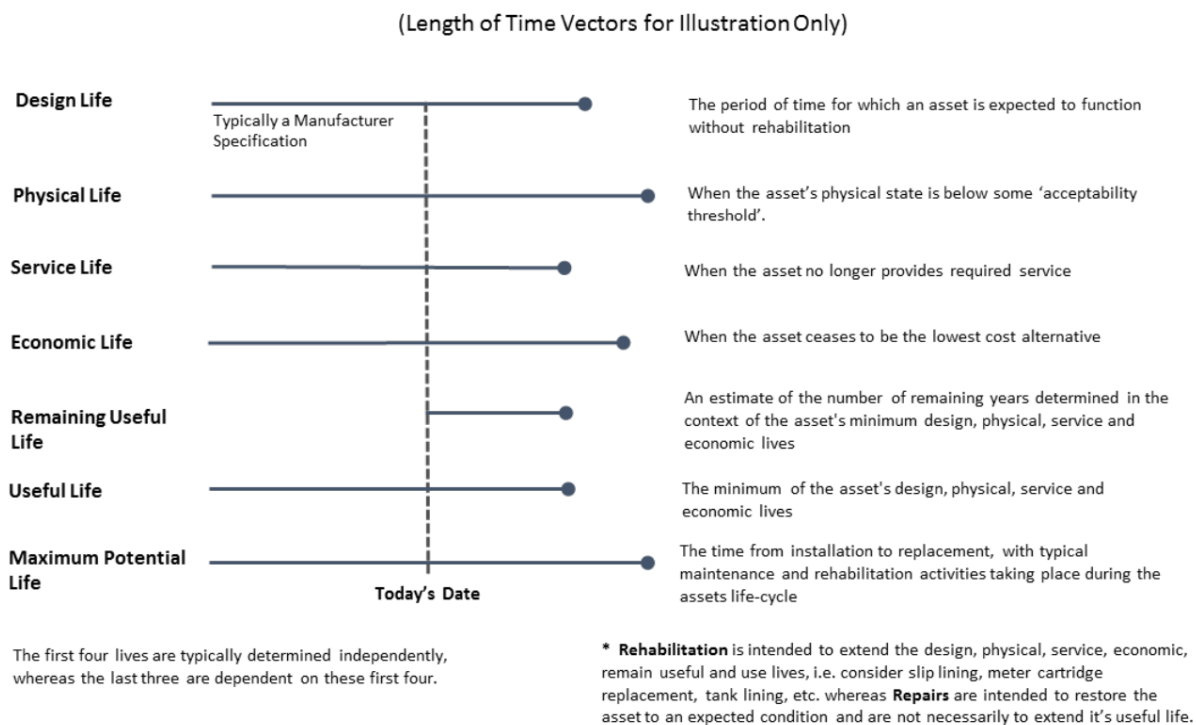 (Length of Time Vectors for Illustration Only)
Design Life
Typically a Manufacturer
Specification
The period of time for which an asset is expected to function
without rehabilitation
Physical Life
When the asset's physical state is below some ‘acceptability
threshold’.
Service Life
When the asset no longer provides required service
Economic Life
When the asset ceases to be the lowest cost alternative
Remaining Useful
Life
An estimate of the number of remaining years determined in the
context of the asset's minimum design, physical, service and
economic lives
Useful Life
The minimum of the asset's design, physical, service and
economic lives
Maximum Potential
Life
The time from installation to replacement, with typical
maintenance and rehabilitation activities taking place during the
assets life-cycle
Today's Date
The first four lives are typically determined independently,
whereas the last three are dependent on these first four.
* Rehabilitation is intended to extend the design, physical, service, economic,
remain useful and use lives, i.e. consider slip lining, meter cartridge
replacement, tank lining, etc. whereas Repairs are intended to restore the
asset to an expected condition and are not necessarily to extend it's useful life.